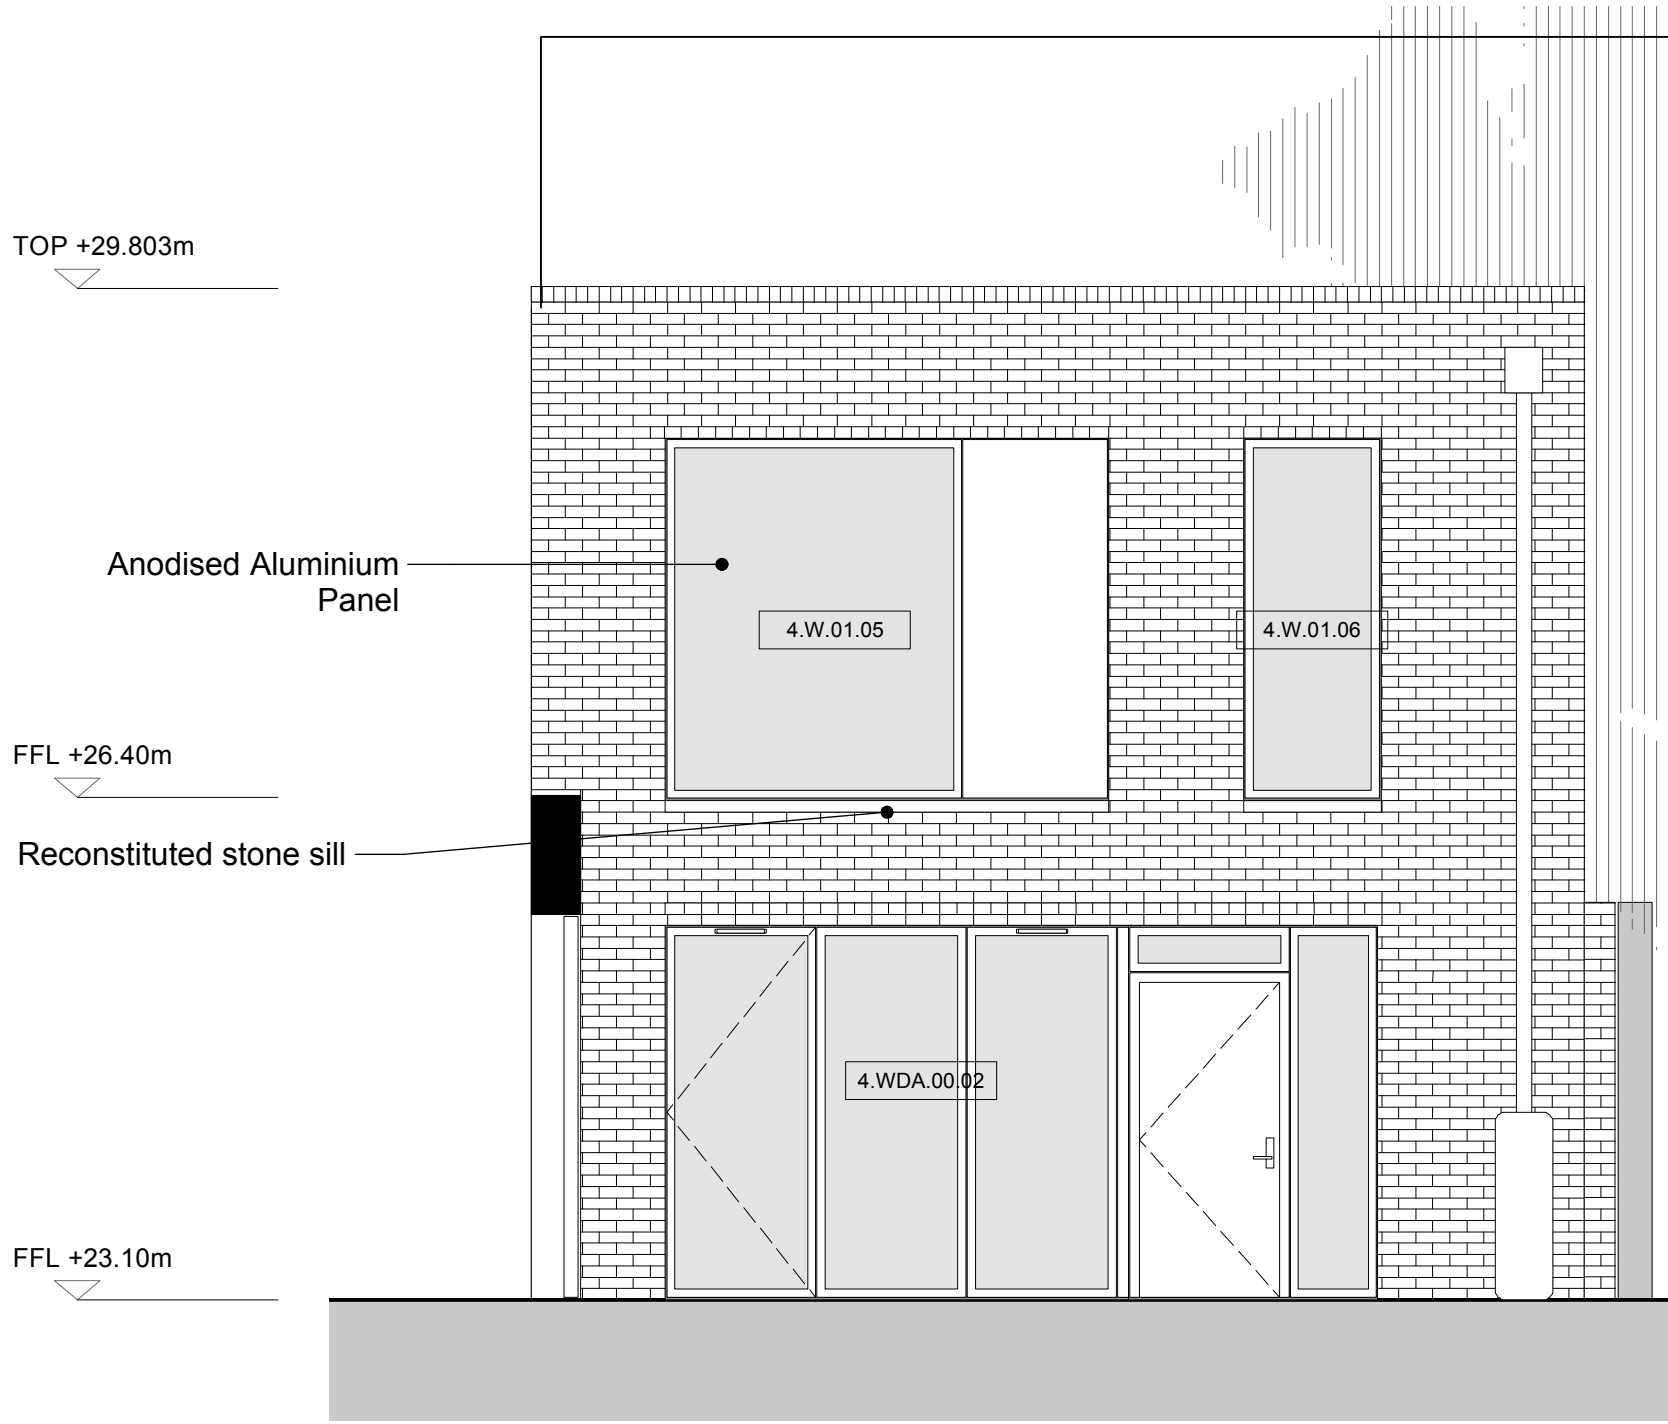 TOP +29.803m
Anodised Aluminium
Panel
4.W.01.05
4.W.01.06
FFL +26.40m
Reconstituted stone sill
4.WDA.00.02
FFL +23.10m